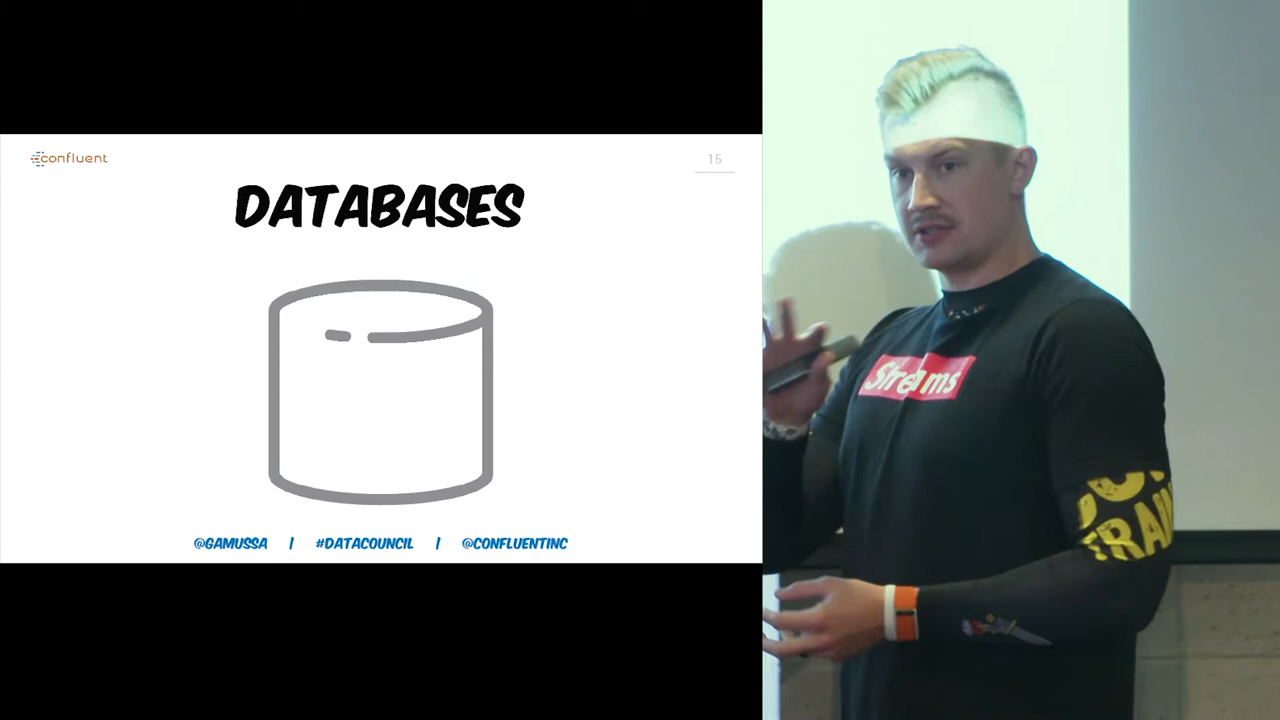 confluent
15
DATABASES
@GAMUSSA | #DATACOUNCIL | @CONFLUENTINC
Streams